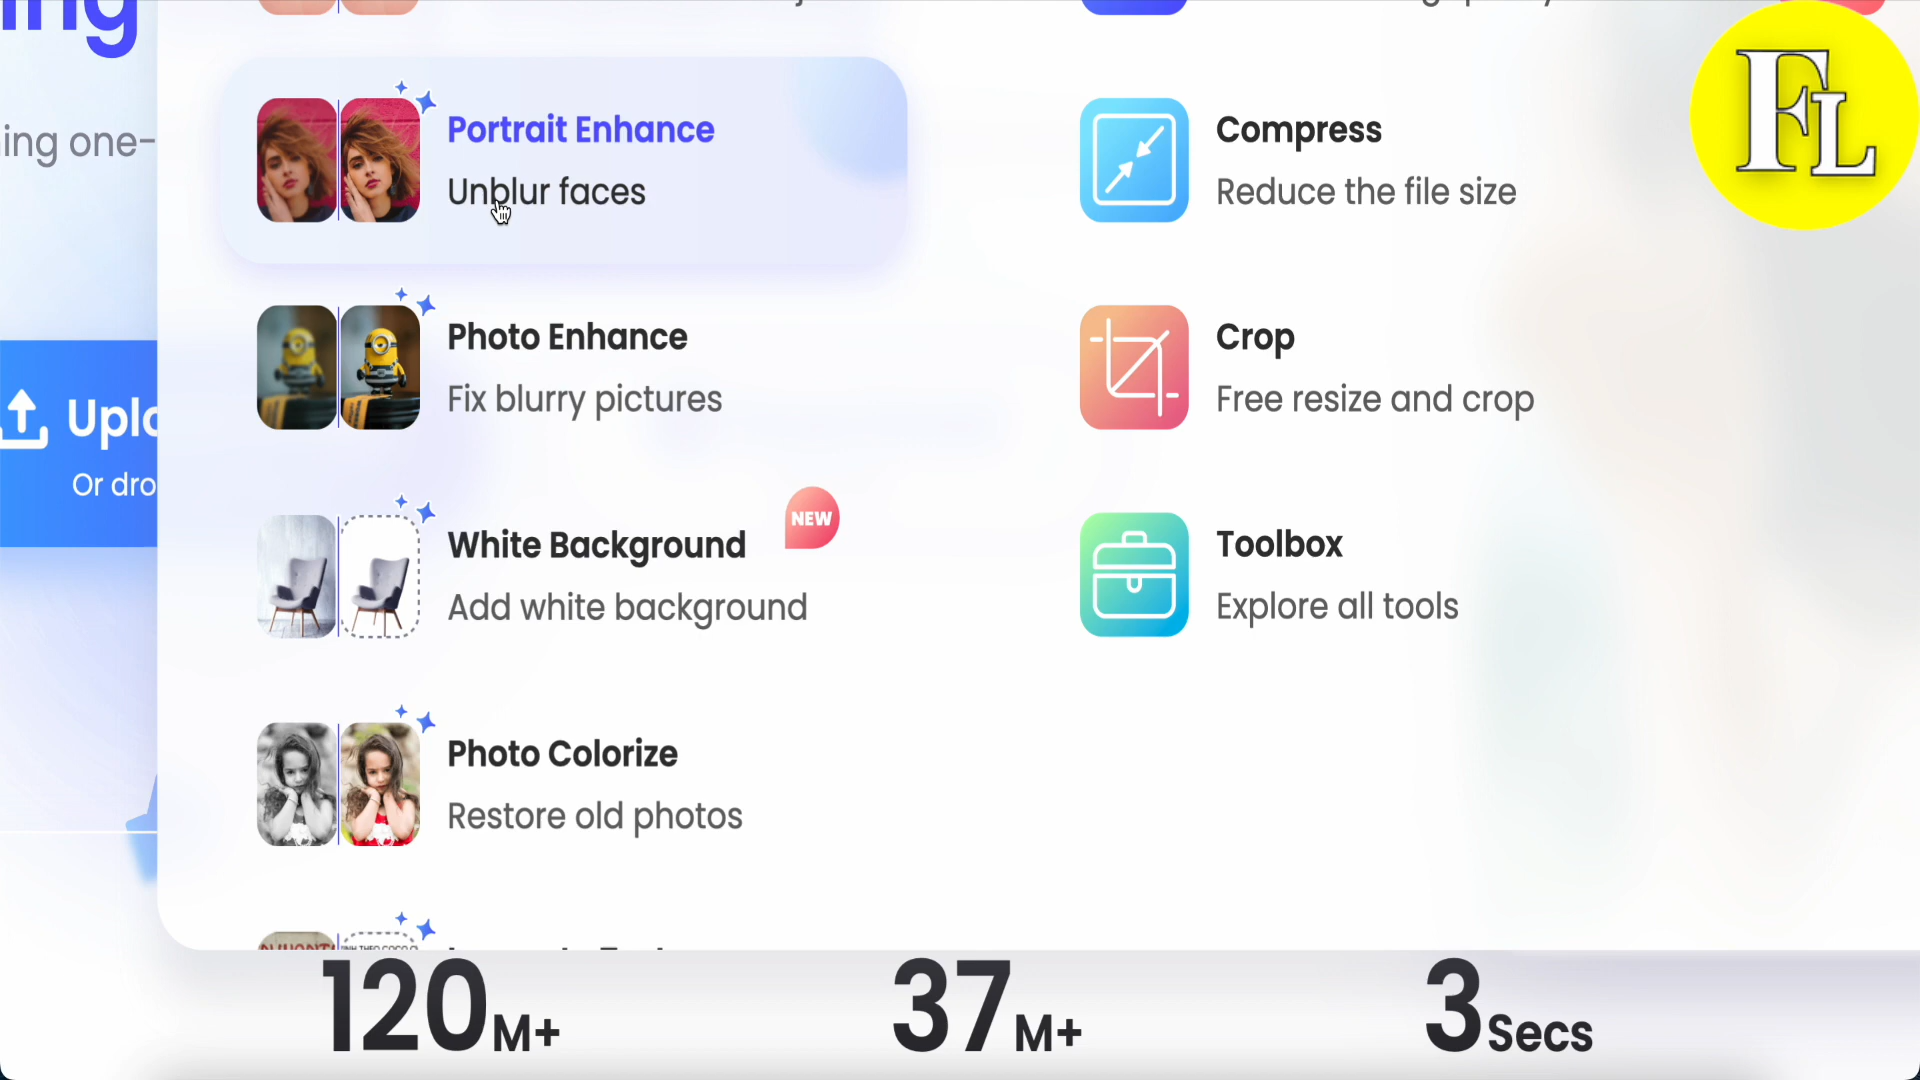 ing
ing one-
Portrait Enhance
Unblur faces
Photo Enhance
Fix blurry pictures
White Background
NEW
Add white background
Photo Colorize
Restore old photos
Compress
Reduce the file size
Crop
Free resize and crop
Toolbox
Explore all tools
FL
Uplo
Or dro
120M+
37M+
3Secs